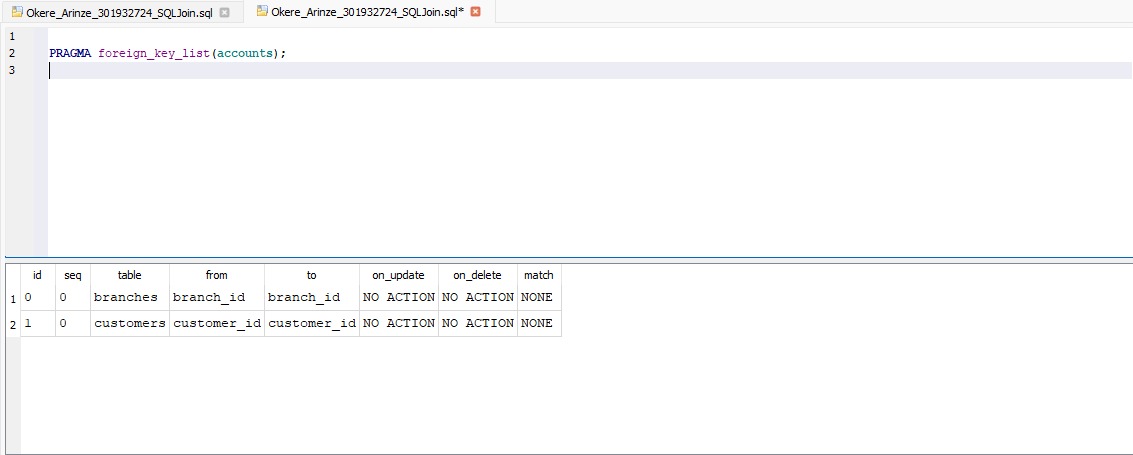 Okere_Arinze_301932724_SQLJoin.sql Okere_Arinze_301932724_SQLJoin.sql*
1
2 PRAGMA foreign_key_list(accounts);
3
id seq table from to on_update on_delete match
1 0 0 branches branch_id branch_id NO ACTION NO ACTION NONE
2 1 0 customers customer_id customer_id NO ACTION NO ACTION NONE